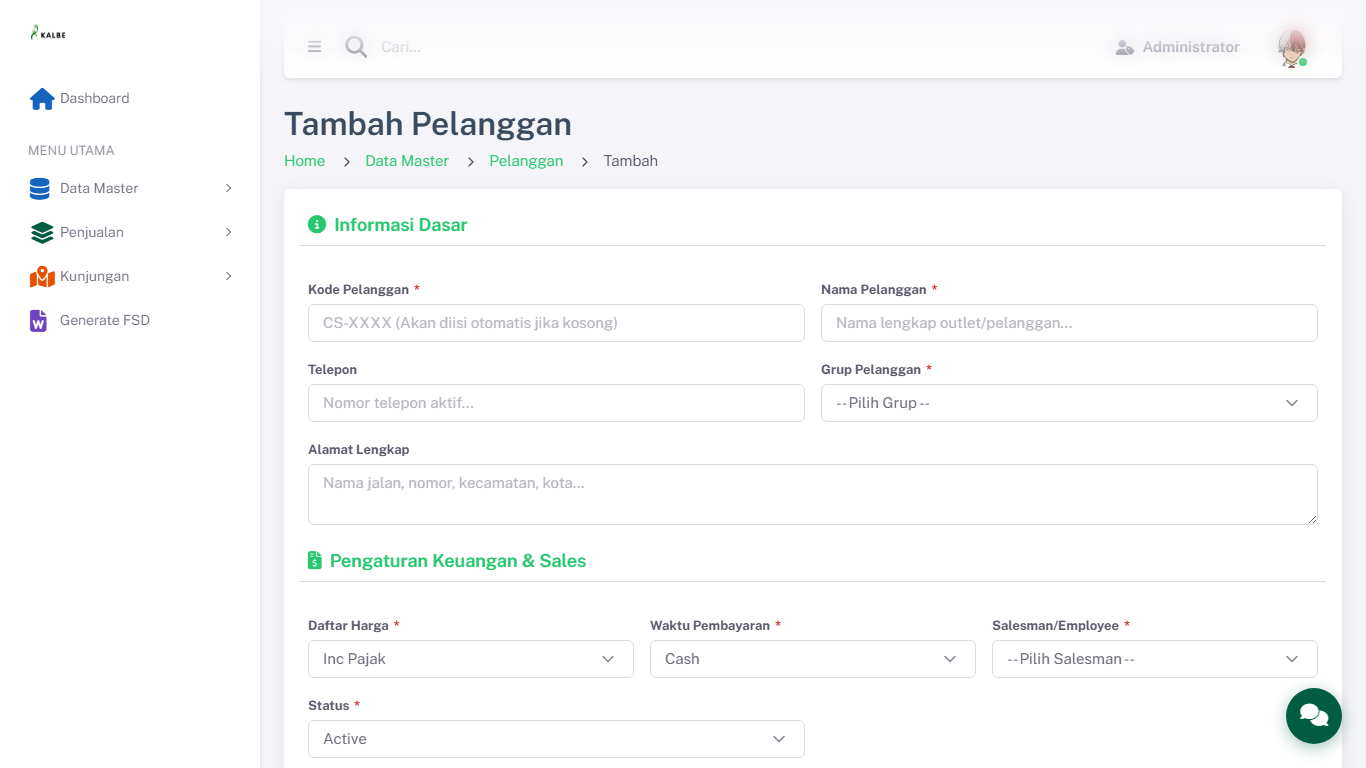 KALBE
Cari...
Administrator
Dashboard
MENU UTAMA
Data Master
Penjualan
Kunjungan
Generate FSD
Tambah Pelanggan
Home > Data Master > Pelanggan > Tambah
Informasi Dasar
Kode Pelanggan *
CS-XXXX (Akan diisi otomatis jika kosong)
Nama Pelanggan *
Nama lengkap outlet/pelanggan...
Telepon
Nomor telepon aktif...
Grup Pelanggan *
-- Pilih Grup --
Alamat Lengkap
Nama jalan, nomor, kecamatan, kota...
Pengaturan Keuangan & Sales
Daftar Harga *
Inc Pajak
Waktu Pembayaran *
Cash
Salesman/Employee *
-- Pilih Salesman --
Status *
Active